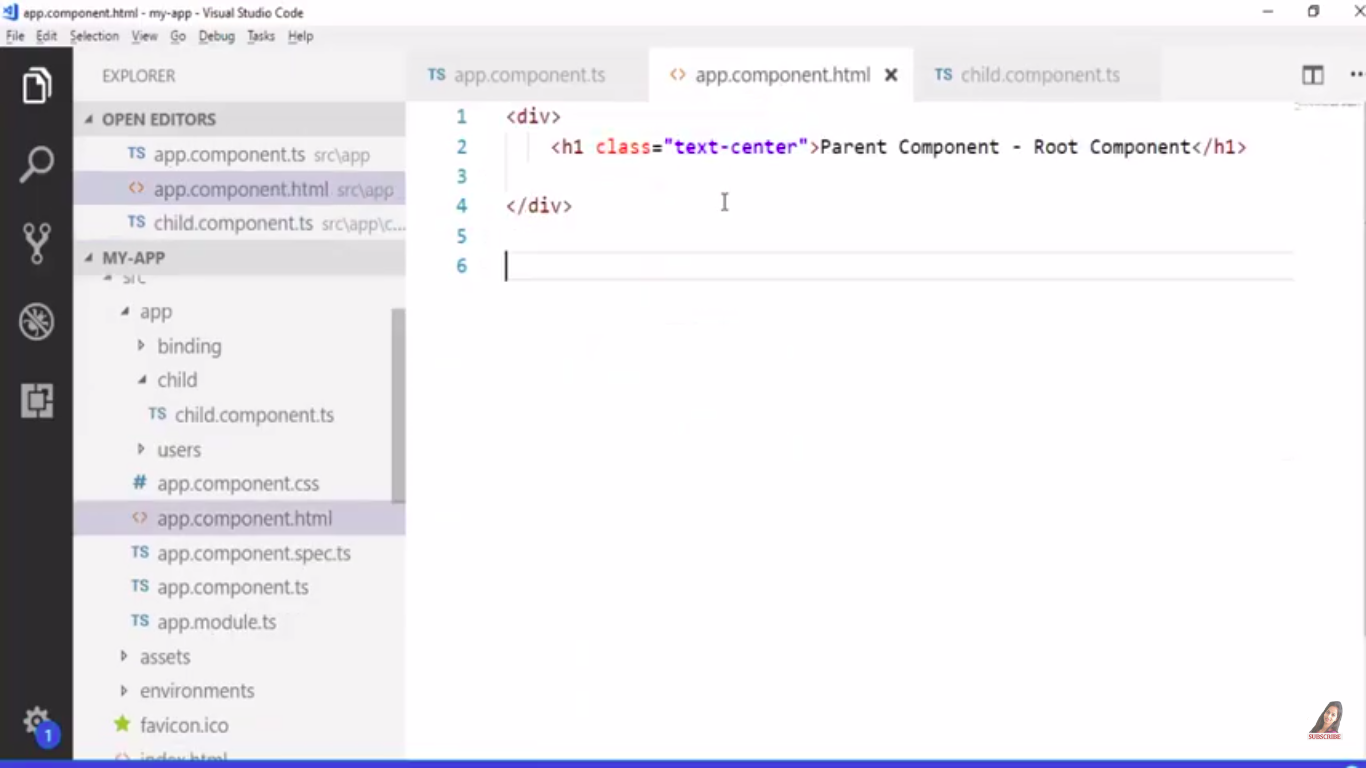 app.component.html - my-app - Visual Studio Code
File Edit Selection View Go Debug Tasks Help
EXPLORER
OPEN EDITORS
TS app.component.ts src\app
<> app.component.html src\app
TS child.component.ts src\app\c...
MY-APP
src
app
binding
child
TS child.component.ts
users
# app.component.css
<> app.component.html
TS app.component.spec.ts
TS app.component.ts
TS app.module.ts
assets
environments
favicon.ico
<> index.html
1
TS app.component.ts <> app.component.html TS child.component.ts
1 <div>
2 <h1 class="text-center">Parent Component - Root Component</h1>
3
4 </div>
5
6
SUBSCRIBE